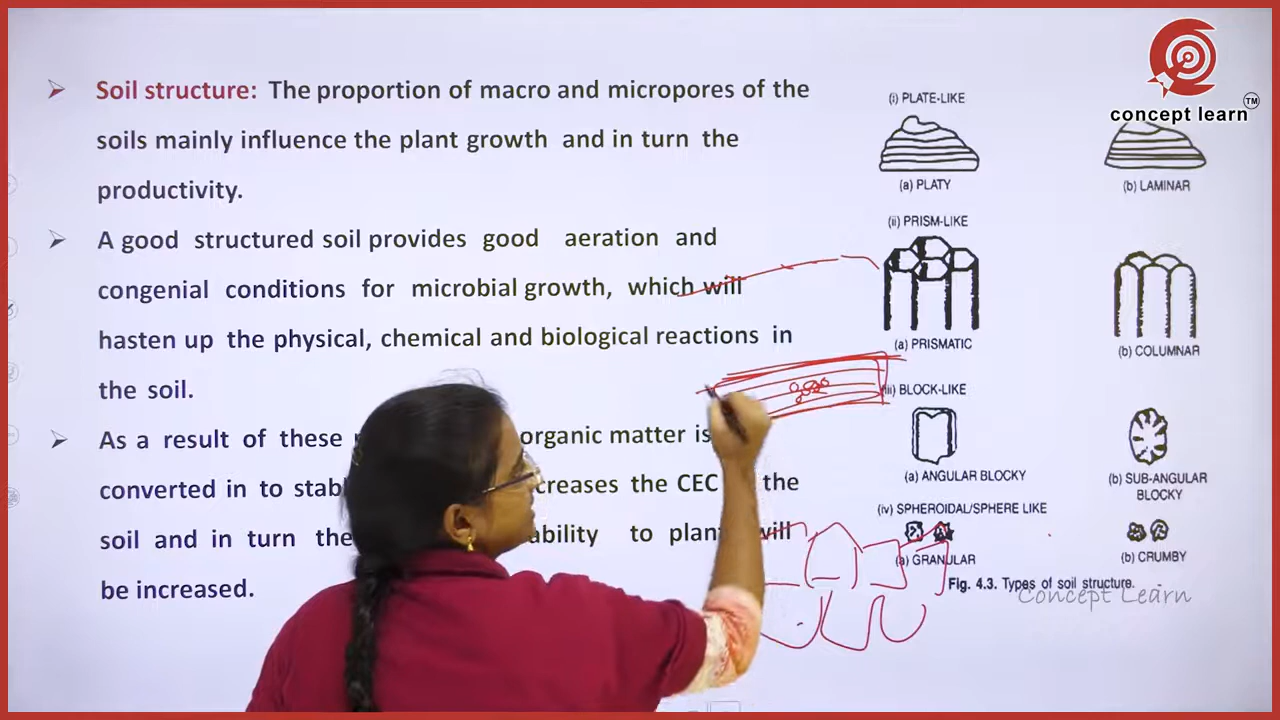 concept learn TM
➢ Soil structure: The proportion of macro and micropores of the
soils mainly influence the plant growth and in turn the
productivity.
➢ A good structured soil provides good aeration and
congenial conditions for microbial growth, which will
hasten up the physical, chemical and biological reactions in
the soil.
➢ As a result of these organic matter is
converted in to the CEC the
soil and in turn the to plant will
be increased.
(i) PLATE-LIKE
(a) PLATY
(b) LAMINAR
(ii) PRISM-LIKE
(a) PRISMATIC
(b) COLUMNAR
BLOCK-LIKE
(a) ANGULAR BLOCKY
(b) SUB-ANGULAR
BLOCKY
(iv) SPHEROIDAL/SPHERE LIKE
(a) GRANULAR
(b) CRUMBY
Fig. 4.3. Types of soil structure.
Concept Learn